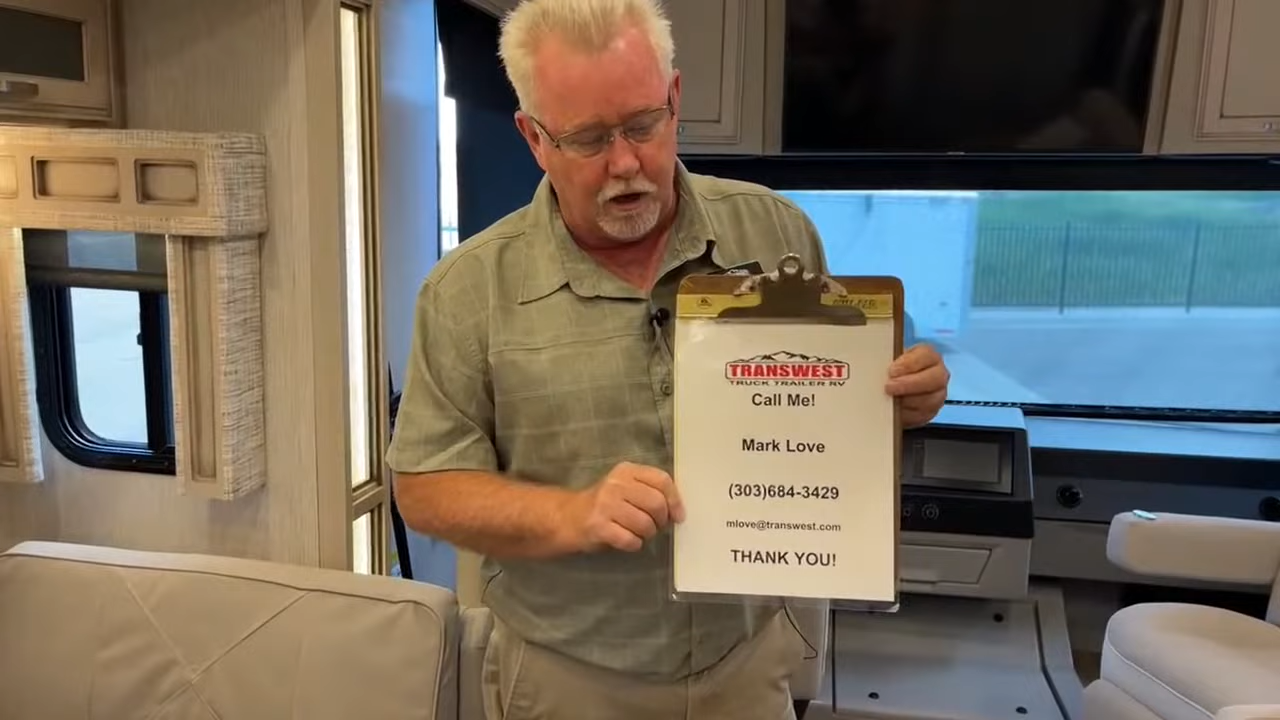 TRANSWEST
TRUCK TRAILER RV
Call Me!
Mark Love
(303)684-3429
mlove@transwest.com
THANK YOU!